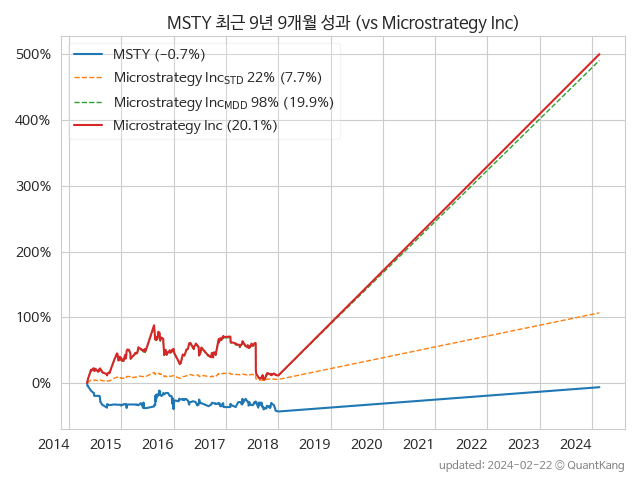 MSTY 최근 9년 9개월 성과 (vs Microstrategy Inc)
MSTY (−0.7%)
Microstrategy Inc_STD 22% (7.7%)
Microstrategy Inc_MDD 98% (19.9%)
Microstrategy Inc (20.1%)
500%
400%
300%
200%
100%
0%
2014 2015 2016 2017 2018 2019 2020 2021 2022 2023 2024
updated: 2024-02-22 © QuantKang